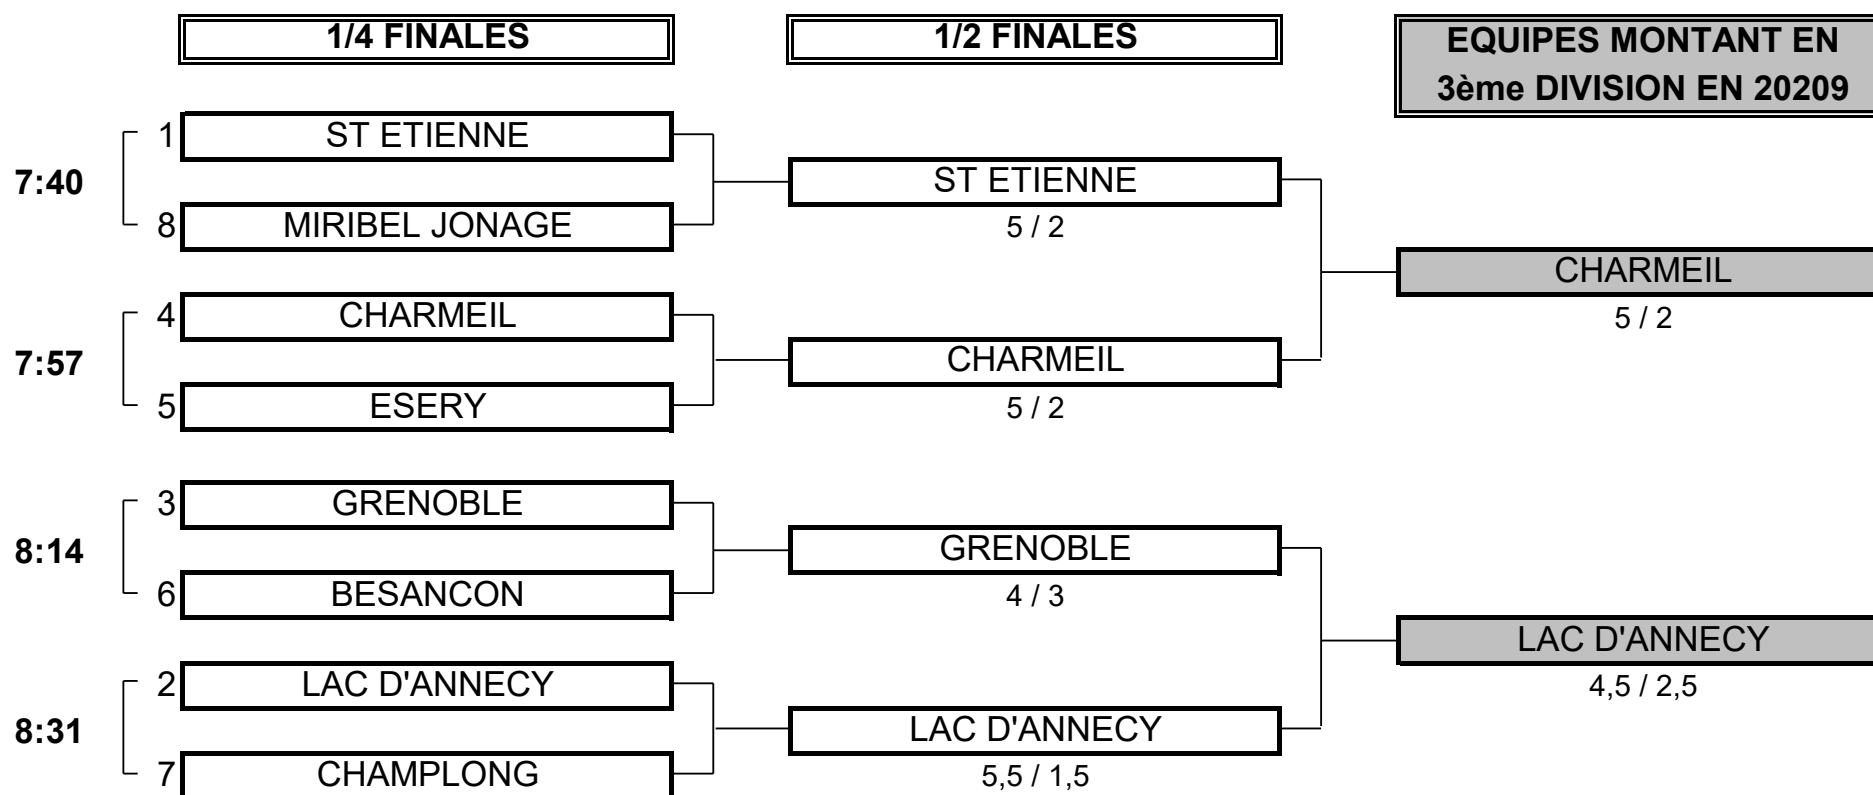 1/4 FINALES
1/2 FINALES
EQUIPES MONTANT EN
3ème DIVISION EN 20209
1 ST ETIENNE
7:40
8 MIRIBEL JONAGE
ST ETIENNE
5 / 2
4 CHARMEIL
7:57
5 ESERY
CHARMEIL
5 / 2
CHARMEIL
5 / 2
3 GRENOBLE
8:14
6 BESANCON
GRENOBLE
4 / 3
2 LAC D'ANNECY
8:31
7 CHAMPLONG
LAC D'ANNECY
5,5 / 1,5
LAC D'ANNECY
4,5 / 2,5